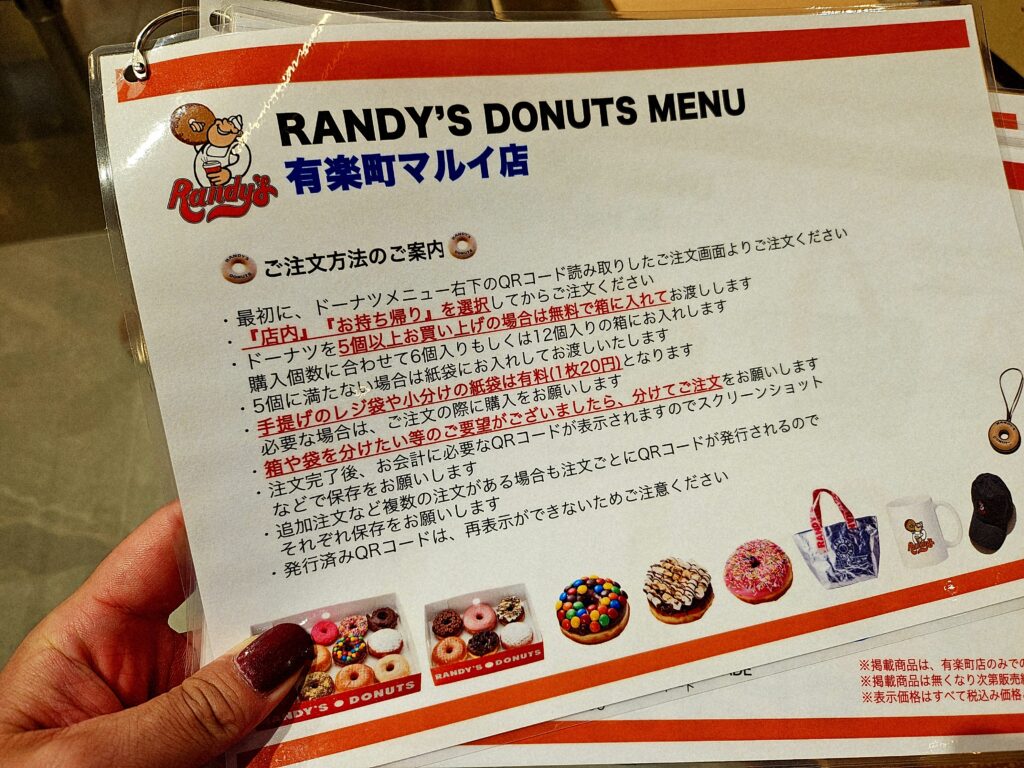 RANDY'S DONUTS MENU
有楽町マルイ店
Randy's
ご注文方法のご案内
・最初に、ドーナツメニュー右下のQRコード読み取りしたご注文画面よりご注文ください
・『店内』『お持ち帰り』を選択してからご注文ください
・ドーナツを5個以上お買い上げの場合は無料で箱に入れてお渡しします
購入個数に合わせて6個入りもしくは12個入りの箱にお入れします
・5個に満たない場合は紙袋にお入れしてお渡しいたします
・手提げのレジ袋や小分けの紙袋は有料(1枚20円)となります
必要な場合は、ご注文の際に購入をお願いします
・箱や袋を分けたい等のご要望がございましたら、分けてご注文をお願いします
・注文完了後、お会計に必要なQRコードが表示されますのでスクリーンショット
などで保存をお願いします
・追加注文など複数の注文がある場合も注文ごとにQRコードが発行されるので
それぞれ保存をお願いします
・発行済みQRコードは、再表示ができないためご注意ください
RANDY'S DONUTS
RANDY'S DONUTS
RANDY'S
Randy's
※掲載商品は、有楽町店のみでの
※掲載商品は無くなり次第販売
※表示価格はすべて税込み価格